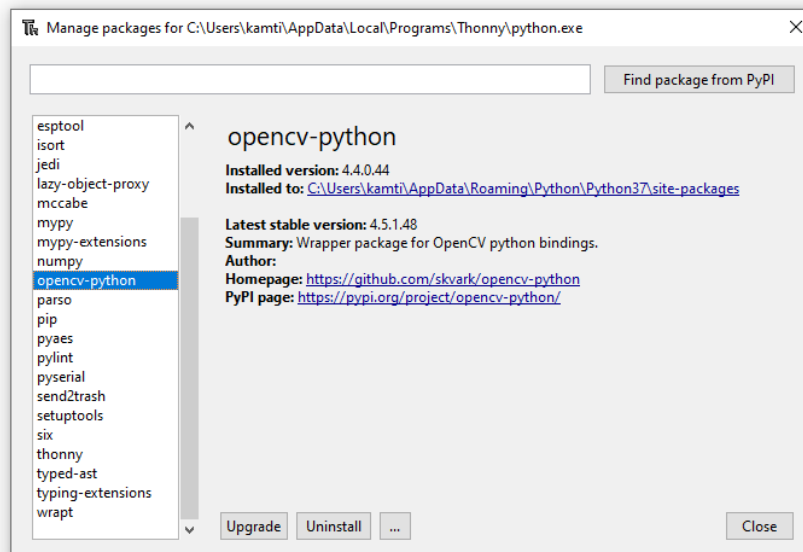 Manage packages for C:\Users\kamti\AppData\Local\Programs\Thonny\python.exe
Find package from PyPI
esptool
isort
jedi
lazy-object-proxy
mccabe
mypy
mypy-extensions
numpy
opencv-python
parso
pip
pyaes
pylint
pyserial
send2trash
setuptools
six
thonny
typed-ast
typing-extensions
wrapt
opencv-python
Installed version: 4.4.0.44
Installed to: C:\Users\kamti\AppData\Roaming\Python\Python37\site-packages
Latest stable version: 4.5.1.48
Summary: Wrapper package for OpenCV python bindings.
Author:
Homepage: https://github.com/skvark/opencv-python
PyPI page: https://pypi.org/project/opencv-python/
Upgrade Uninstall ... Close